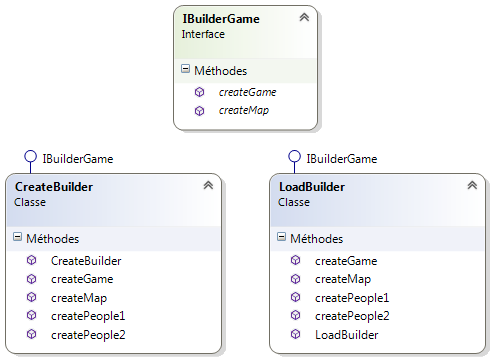 IBuilderGame
Interface
Méthodes
createGame
createMap
IBuilderGame
CreateBuilder
Classe
Méthodes
CreateBuilder
createGame
createMap
createPeople1
createPeople2
IBuilderGame
LoadBuilder
Classe
Méthodes
createGame
createMap
createPeople1
createPeople2
LoadBuilder